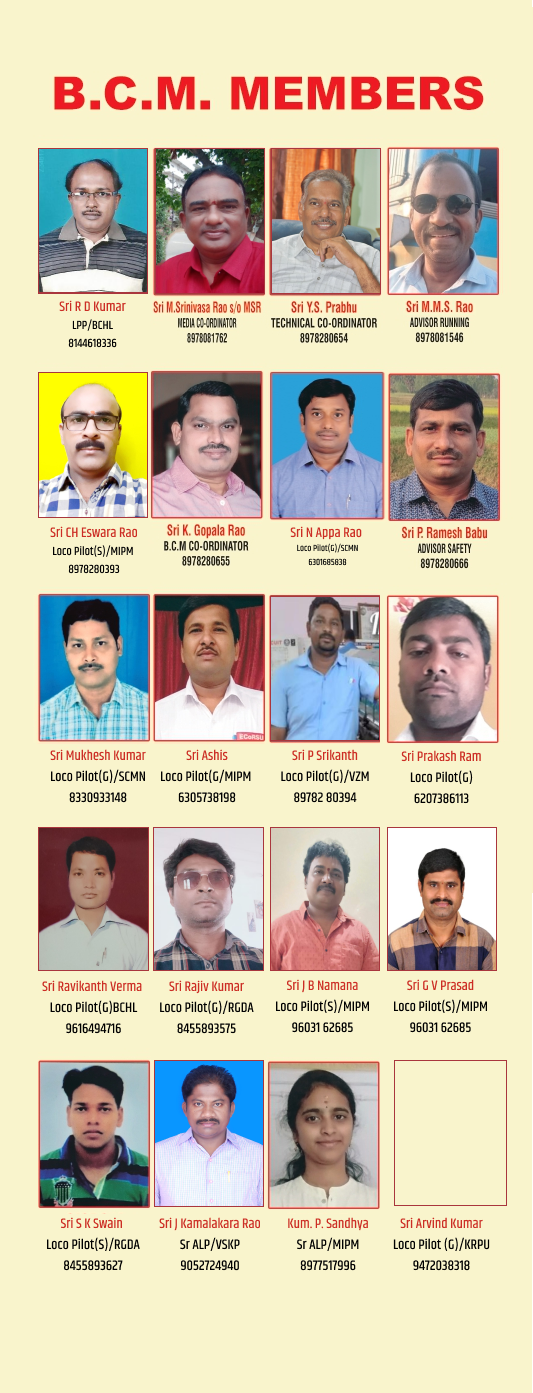 B.C.M. MEMBERS
Sri R D Kumar
LPP/BCHL
8144618336
Sri M.Srinivasa Rao s/o MSR
MEDIA CO-ORDINATOR
8978081762
Sri Y.S. Prabhu
TECHNICAL CO-ORDINATOR
8978280654
Sri M.M.S. Rao
ADVISOR RUNNING
8978081546
Sri CH Eswara Rao
Loco Pilot(S)/MIPM
8978280393
Sri K. Gopala Rao
B.C.M CO-ORDINATOR
8978280655
Sri N Appa Rao
Loco Pilot(G)/SCMN
6301685838
Sri P. Ramesh Babu
ADVISOR SAFETY
8978280666
Sri Mukhesh Kumar
Loco Pilot(G)/SCMN
8330933148
Sri Ashis
Loco Pilot(G/MIPM
6305738198
Sri P Srikanth
Loco Pilot(G)/VZM
89782 80394
Sri Prakash Ram
Loco Pilot(G)
6207386113
Sri Ravikanth Verma
Loco Pilot(G)BCHL
9616494716
Sri Rajiv Kumar
Loco Pilot(G)/RGDA
8455893575
Sri J B Namana
Loco Pilot(S)/MIPM
96031 62685
Sri G V Prasad
Loco Pilot(S)/MIPM
96031 62685
Sri S K Swain
Loco Pilot(S)/RGDA
8455893627
Sri J Kamalakara Rao
Sr ALP/VSKP
9052724940
Kum. P. Sandhya
Sr ALP/MIPM
8977517996
Sri Arvind Kumar
Loco Pilot (G)/KRPU
9472038318